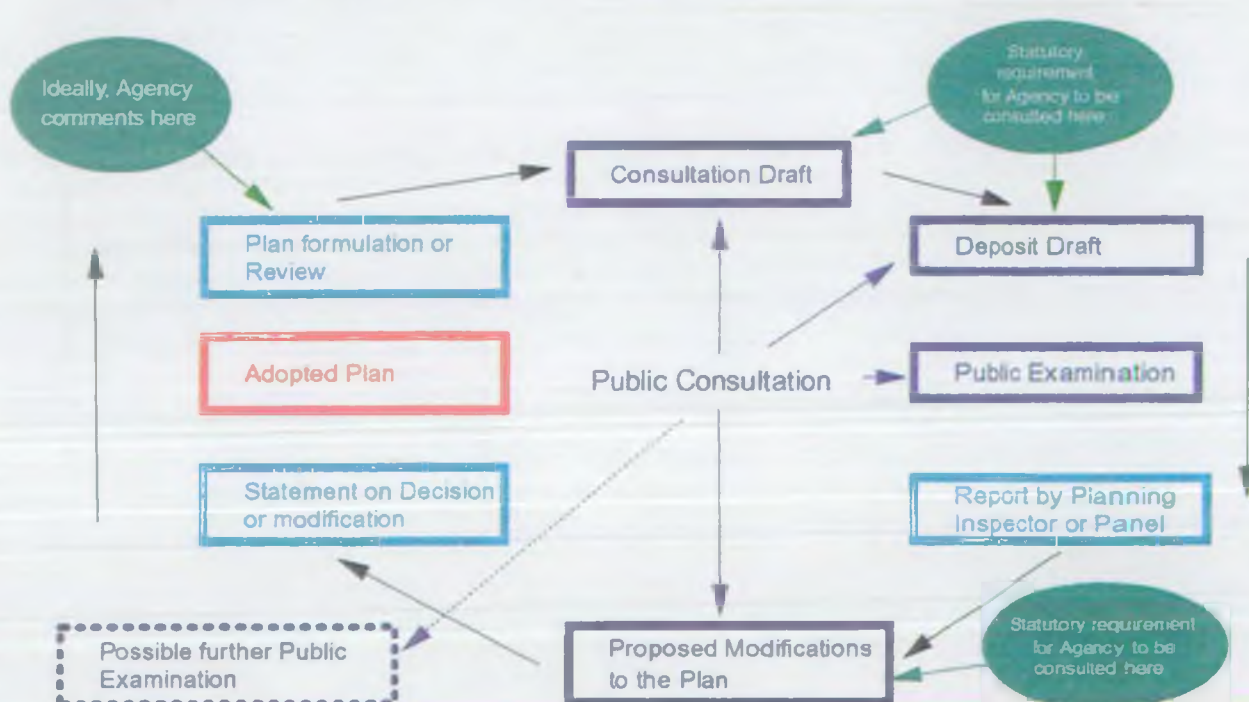 Ideally, Agency
comments here
Statutory
requirement
for Agency to be
consulted here
Consultation Draft
Plan formulation or
Review
Deposit Draft
Adopted Plan
Public Consultation
Public Examination
Statement on Decision
or modification
Report by Planning
Inspector or Panel
Possible further Public
Examination
Proposed Modifications
to the Plan
Statutory requirement
for Agency to be
consulted here